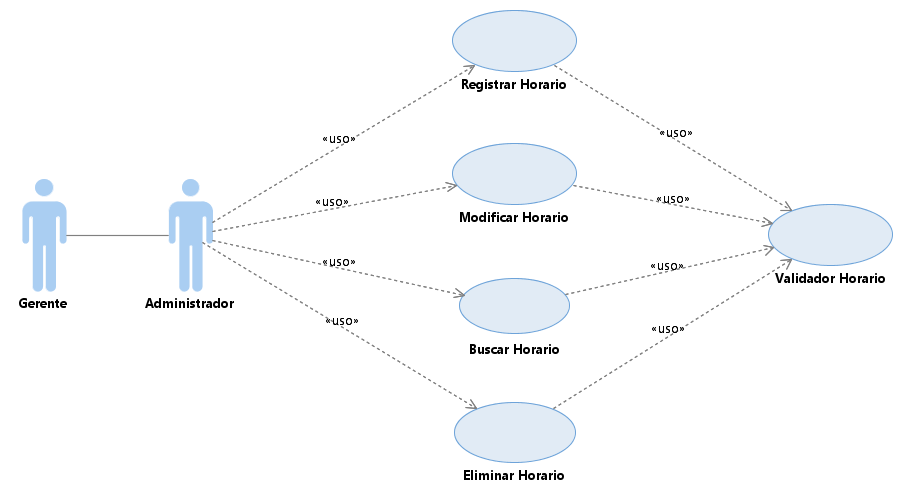 Registrar Horario
«uso»
«uso»
«uso»
«uso»
Modificar Horario
Validador Horario
«uso»
«uso»
Gerente
Administrador
«uso»
«uso»
Buscar Horario
Eliminar Horario